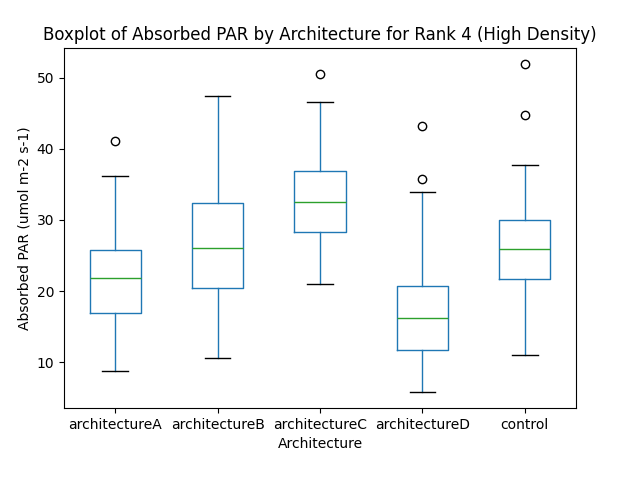 Boxplot of Absorbed PAR by Architecture for Rank 4 (High Density)
Absorbed PAR (umol m-2 s-1)
50
40
30
20
10
architectureA architectureB architectureC architectureD control
Architecture